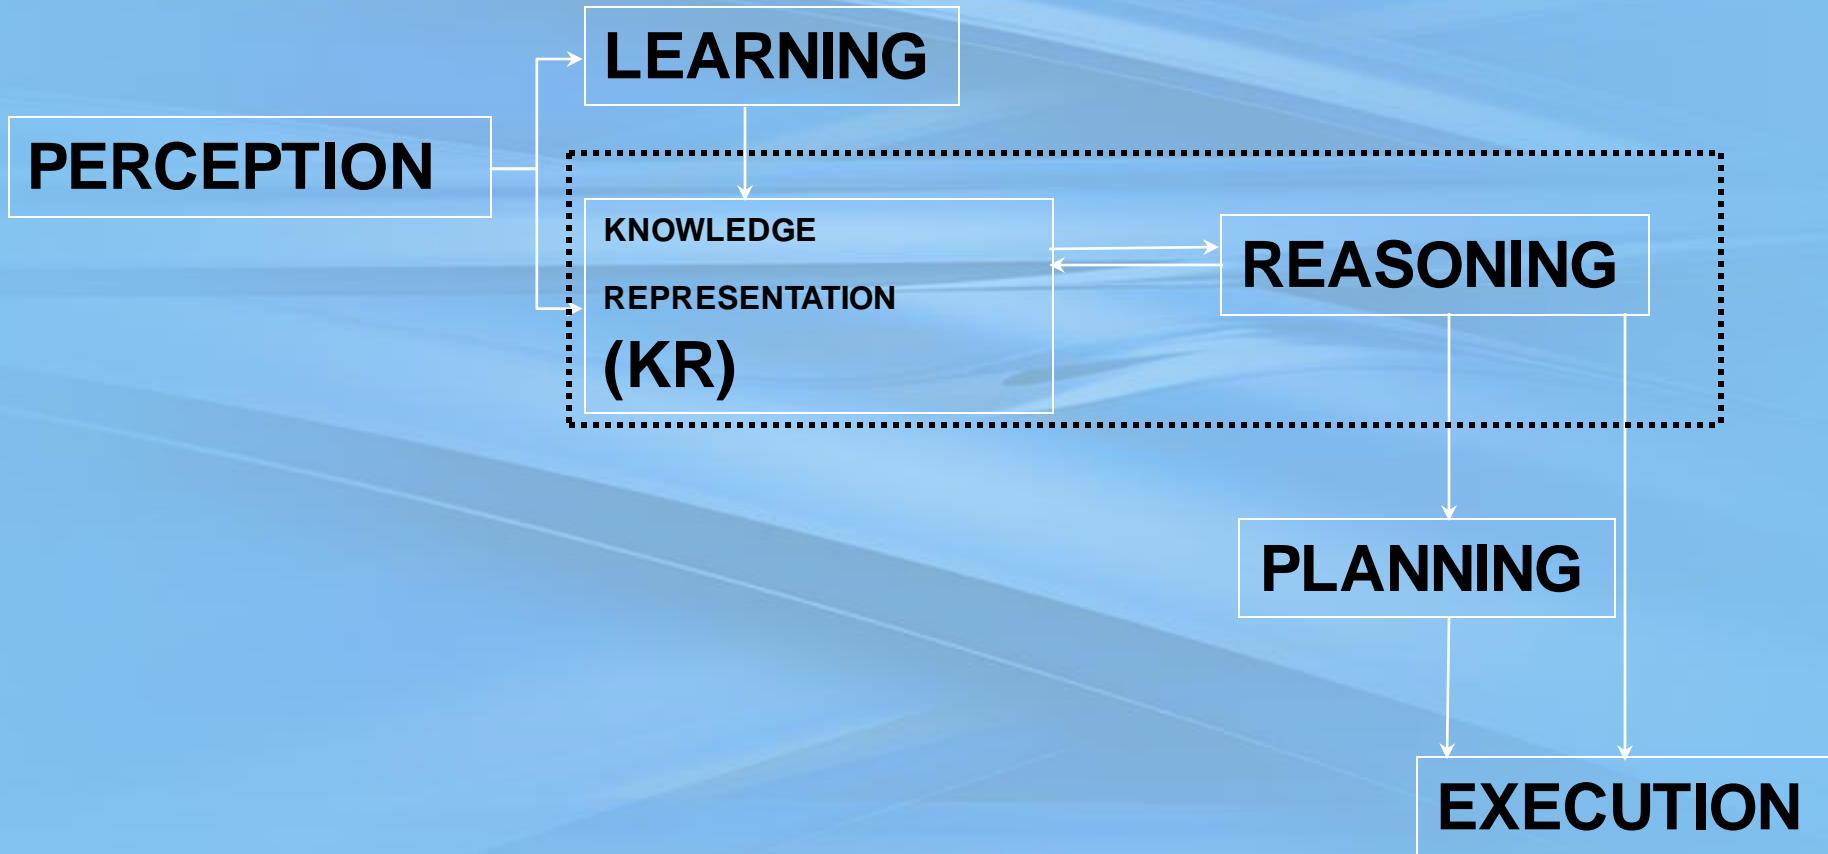 LEARNING
PERCEPTION
KNOWLEDGE
REPRESENTATION
(KR)
REASONING
PLANNING
EXECUTION